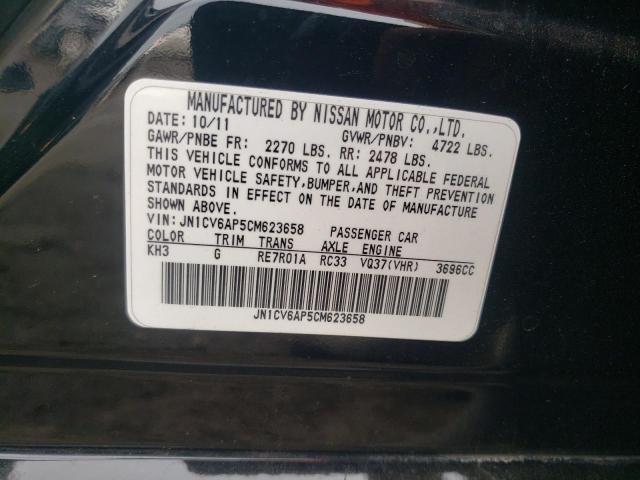 MANUFACTURED BY NISSAN MOTOR CO.,LTD.
DATE: 10/11 GVWR/PNBV: 4722 LBS.
GAWR/PNBE FR: 2270 LBS. RR: 2478 LBS.
THIS VEHICLE CONFORMS TO ALL APPLICABLE FEDERAL
MOTOR VEHICLE SAFETY, BUMPER, AND THEFT PREVENTION
STANDARDS IN EFFECT ON THE DATE OF MANUFACTURE
SHOWN ABOVE.
VIN: JN1CV6AP5CM623658 PASSENGER CAR
COLOR TRIM TRANS AXLE ENGINE
KH3 G RE7R01A RC33 VQ37(VHR) 3696CC
JN1CV6AP5CM623658